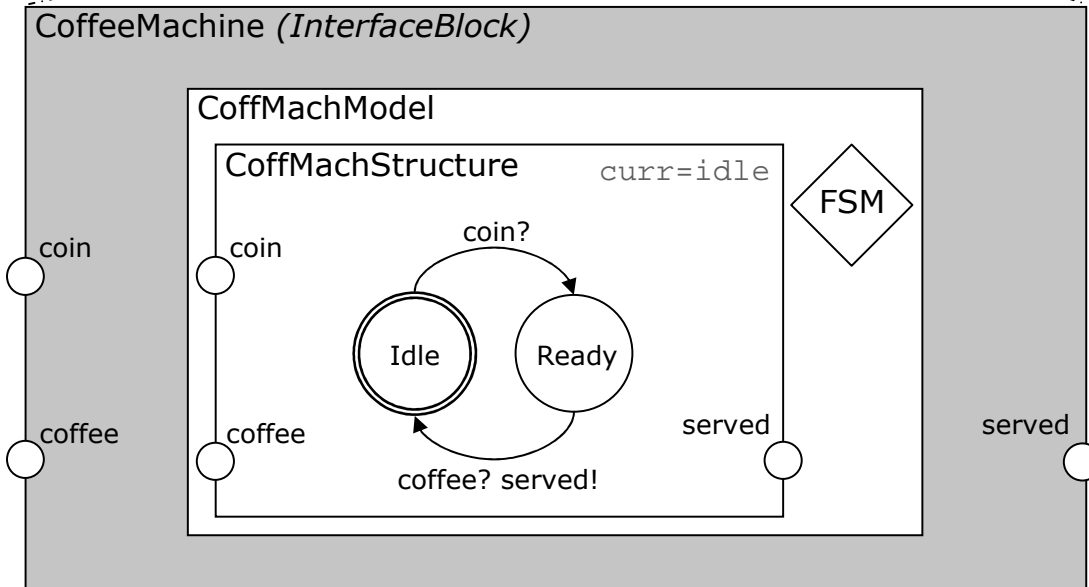 CoffeeMachine (InterfaceBlock)
CoffMachModel
CoffMachStructure
curr=idle
FSM
coin
coin
coin?
Idle
Ready
coffee
coffee
served
served
coffee? served!